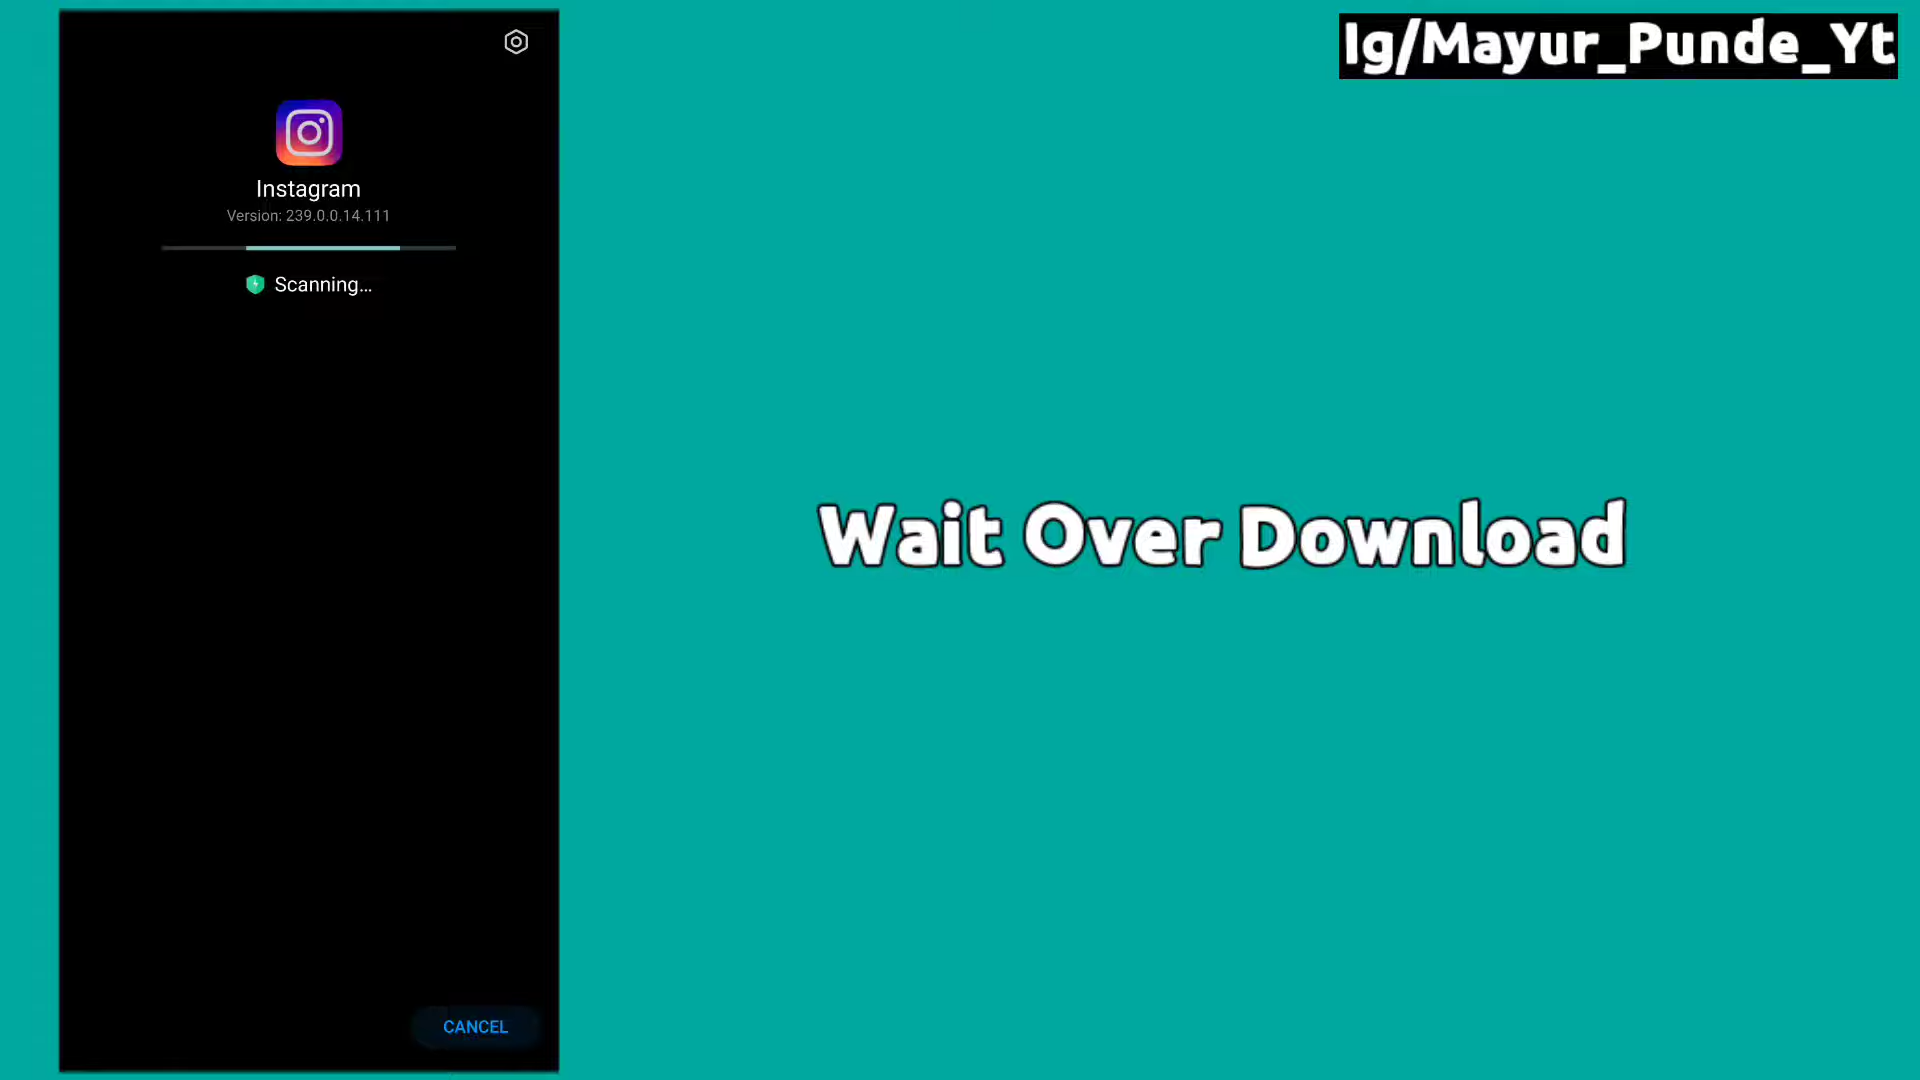 Ig/Mayur_Punde_Yt
Instagram
Version: 239.0.0.14.111
Scanning...
Wait Over Download
CANCEL